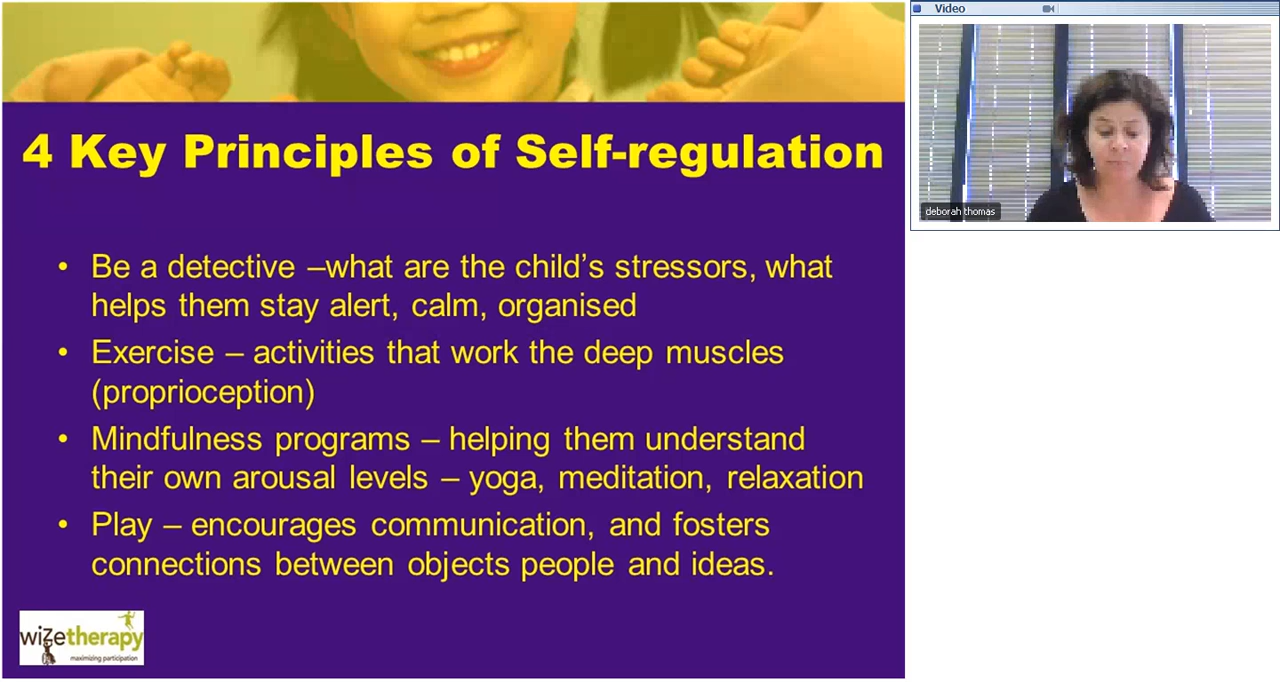 4 Key Principles of Self-regulation
• Be a detective –what are the child's stressors, what
helps them stay alert, calm, organised
• Exercise – activities that work the deep muscles
(proprioception)
• Mindfulness programs – helping them understand
their own arousal levels – yoga, meditation, relaxation
• Play – encourages communication, and fosters
connections between objects people and ideas.
wizetherapy
maximizing participation
Video
deborah thomas